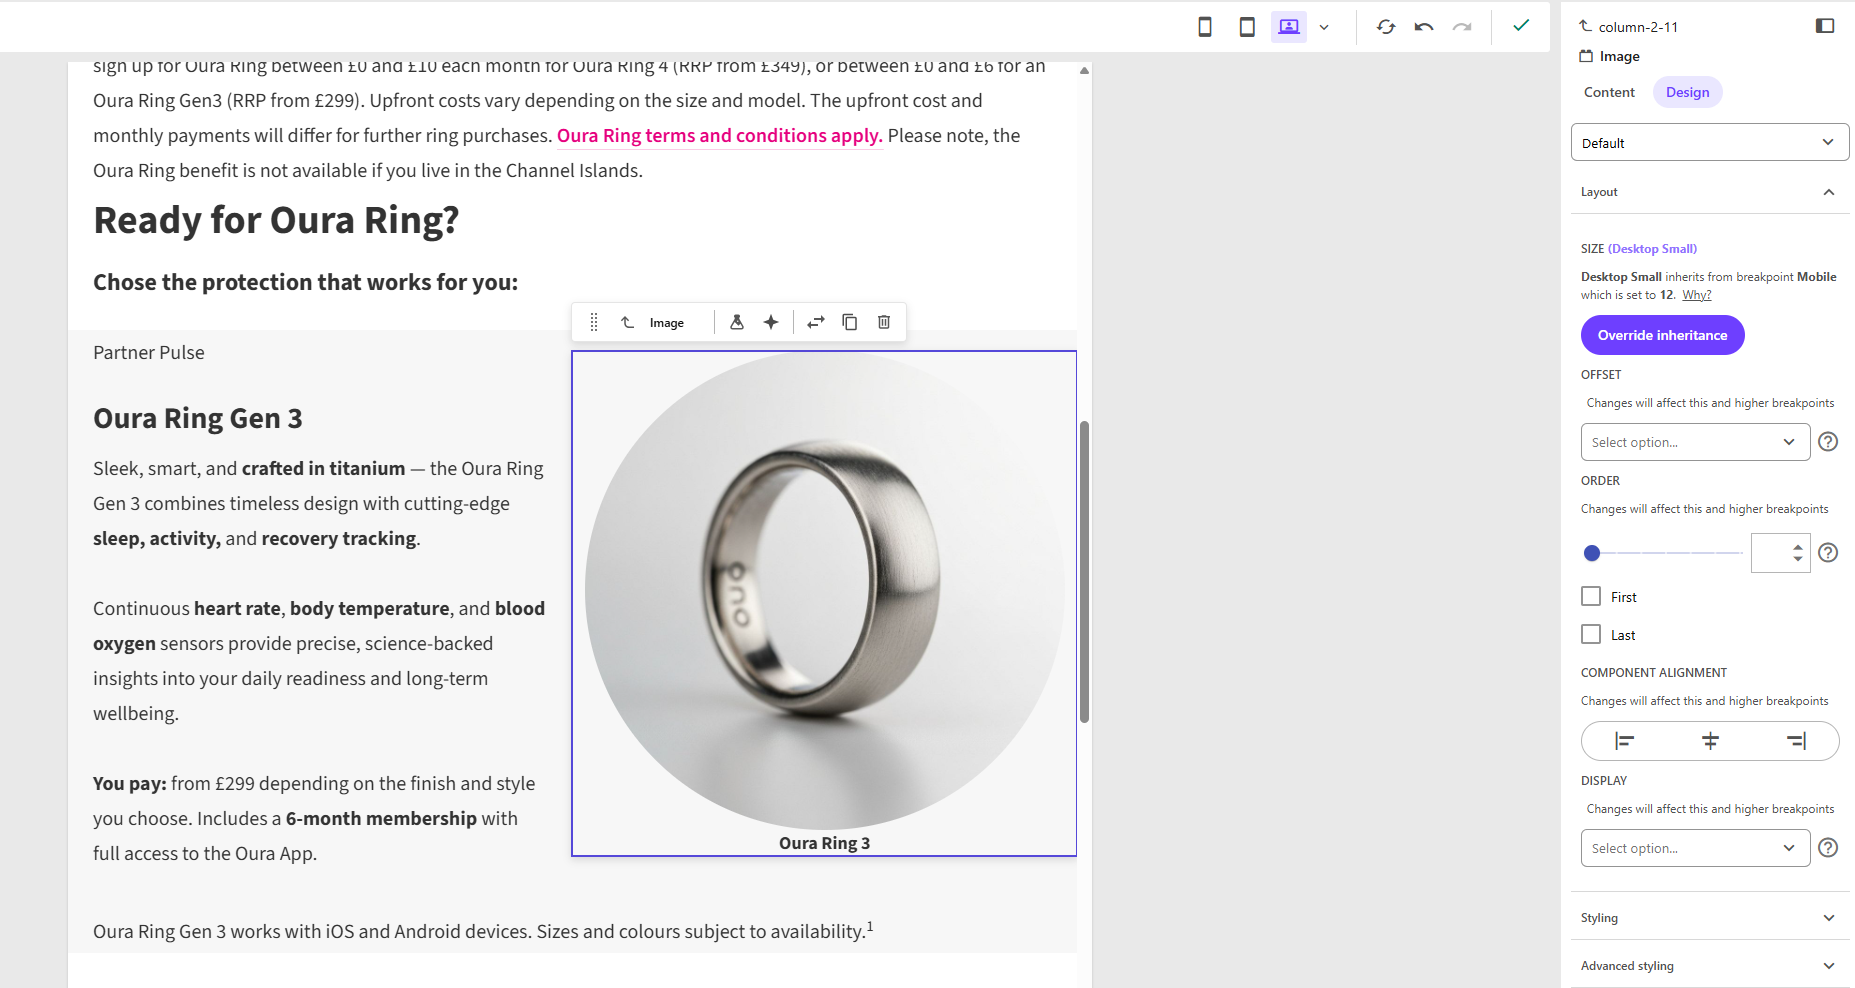 sign up for Oura Ring between £0 and £10 each month for Oura Ring 4 (RRP from £349), or between £0 and £6 for an
Oura Ring Gen3 (RRP from £299). Upfront costs vary depending on the size and model. The upfront cost and
monthly payments will differ for further ring purchases. Oura Ring terms and conditions apply. Please note, the
Oura Ring benefit is not available if you live in the Channel Islands.
Ready for Oura Ring?
Chose the protection that works for you:
Image
Partner Pulse
Oura Ring Gen 3
Sleek, smart, and crafted in titanium — the Oura Ring
Gen 3 combines timeless design with cutting-edge
sleep, activity, and recovery tracking.
Continuous heart rate, body temperature, and blood
oxygen sensors provide precise, science-backed
insights into your daily readiness and long-term
wellbeing.
You pay: from £299 depending on the finish and style
you choose. Includes a 6-month membership with
full access to the Oura App.
Oura Ring 3
Oura Ring Gen 3 works with iOS and Android devices. Sizes and colours subject to availability.1
column-2-11
Image
Content
Design
Default
Layout
SIZE (Desktop Small)
Desktop Small inherits from breakpoint Mobile
which is set to 12. Why?
Override inheritance
OFFSET
Changes will affect this and higher breakpoints
Select option...
ORDER
Changes will affect this and higher breakpoints
First
Last
COMPONENT ALIGNMENT
Changes will affect this and higher breakpoints
DISPLAY
Changes will affect this and higher breakpoints
Select option...
Styling
Advanced styling